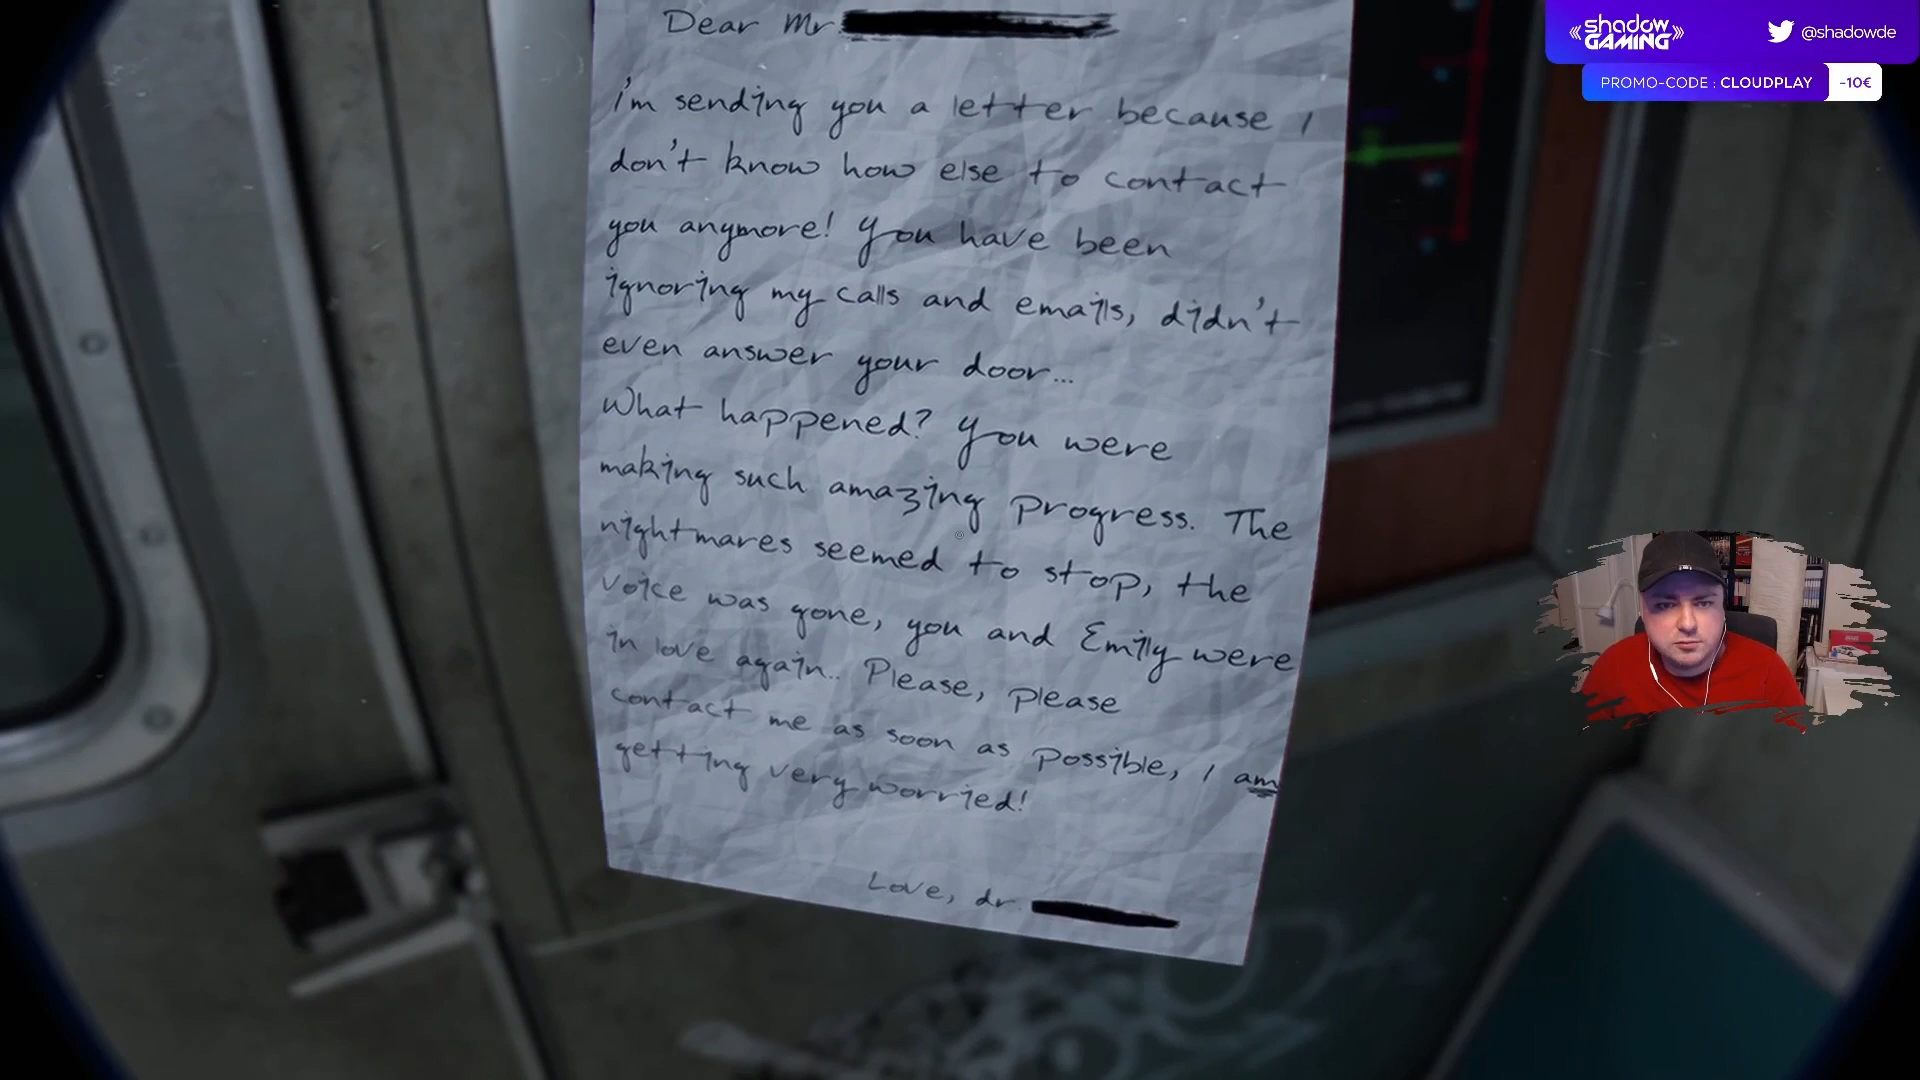 Dear Mr
i'm sending you a letter because I
don't know how else to contact
you anymore! You have been
ignoring my calls and emails, didn't
even answer your door...
What happened? You were
making such amazing progress. The
nightmares seemed to stop, the
voice was gone, you and Emily were
in love again.. Please, please
contact me as soon as possible, I am
getting very worried!
Love, dr.
shadow
GAMING
@shadowde
PROMO-CODE : CLOUDPLAY -10€